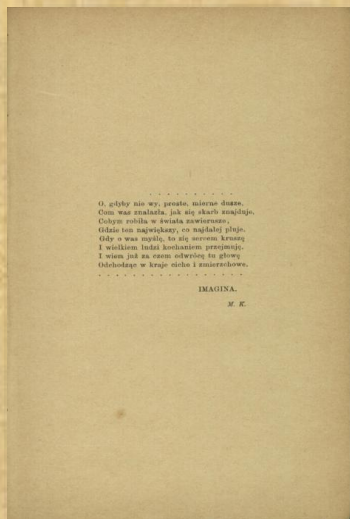 . . . . . . . . . .
O, gdyby nie wy, proste, mierne dusze,
Com was znalazła, jak się skarb znajduje,
Cobym robiła w świata zawierusze,
Gdzie ten największy, co najdalej pluje.
Gdy o was myślę, to się sercem kruszę
I wielkiem ludzi kochaniem przejmuję,
I wiem już za czem odwrócę tu głowę
Odchodząc w kraje ciche i zmierzchowe.
. . . . . . . . . . . . . . . .
IMAGINA.
M. K.